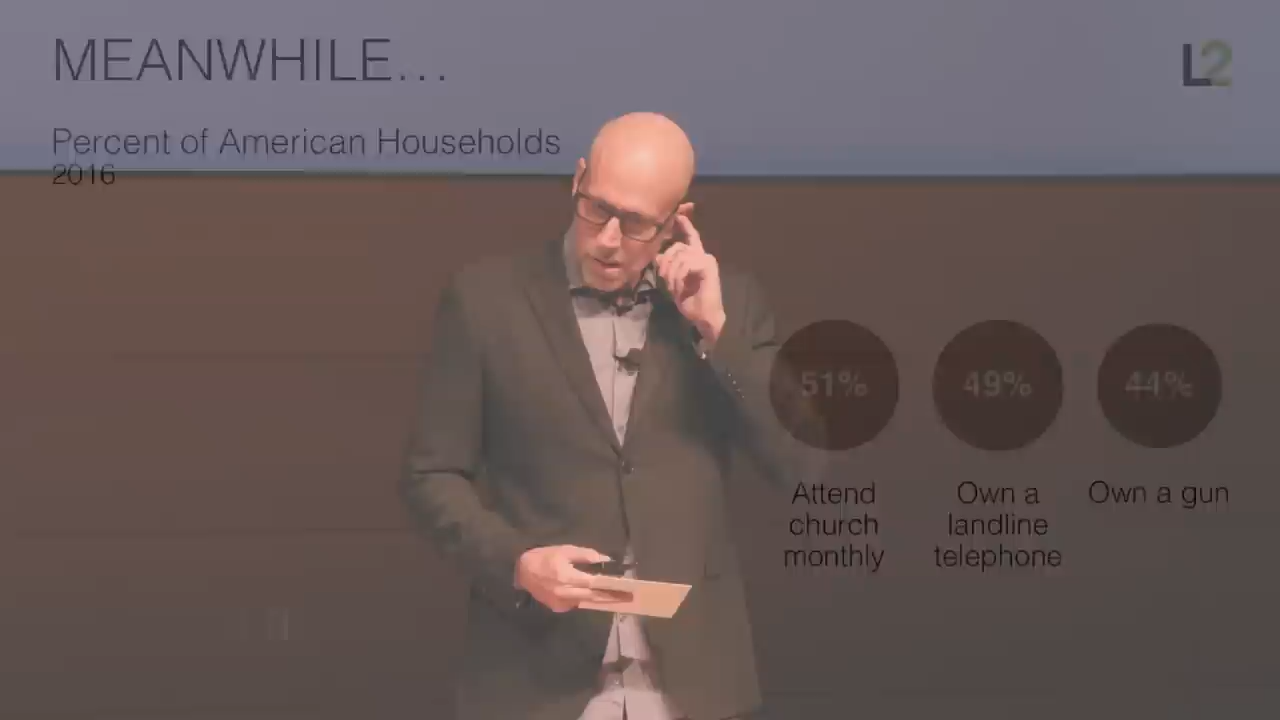 MEANWHILE...
L2
Percent of American Households
2016
51%
49%
44%
Attend
church
monthly
Own a
landline
telephone
Own a gun